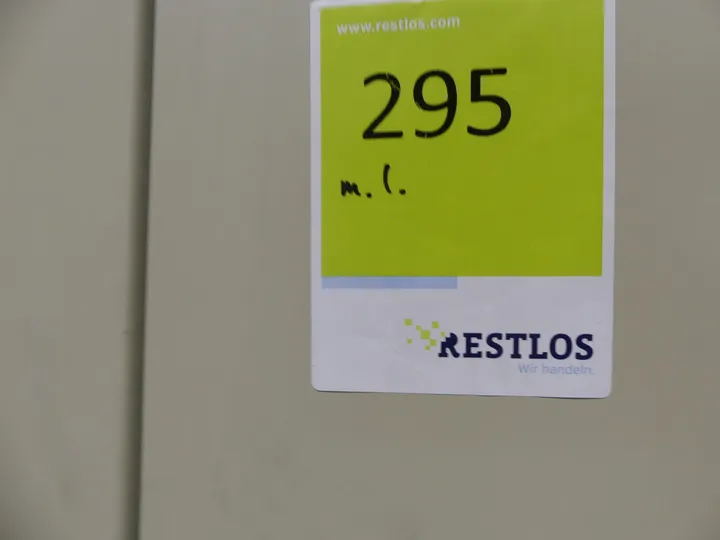 www.restlos.com
295
m. l.
RESTLOS
Wir handeln.